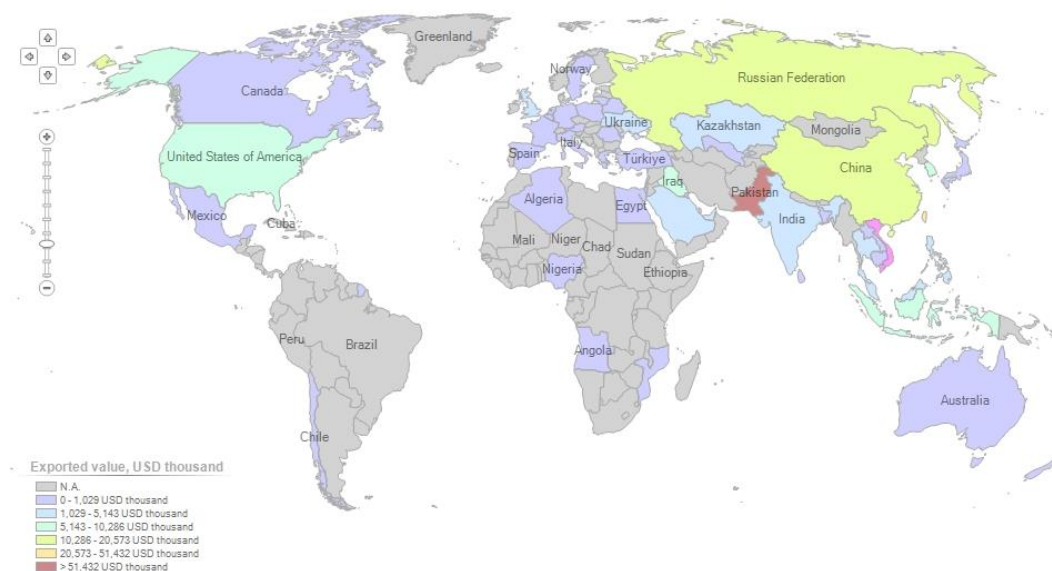 Greenland
Norway
Russian Federation
Canada
Ukraine
Kazakhstan
Mongolia
United States of America
Spain
Italy
Türkiye
China
Iraq
Pakistan
Mexico
Cuba
Algeria
Egypt
India
Mali
Niger
Chad
Sudan
Nigeria
Ethiopia
Peru
Brazil
Angola
Australia
Chile
Exported value, USD thousand
N.A.
0 - 1,029 USD thousand
1,029 - 5,143 USD thousand
5,143 - 10,286 USD thousand
10,286 - 20,573 USD thousand
20,573 - 51,432 USD thousand
> 51,432 USD thousand